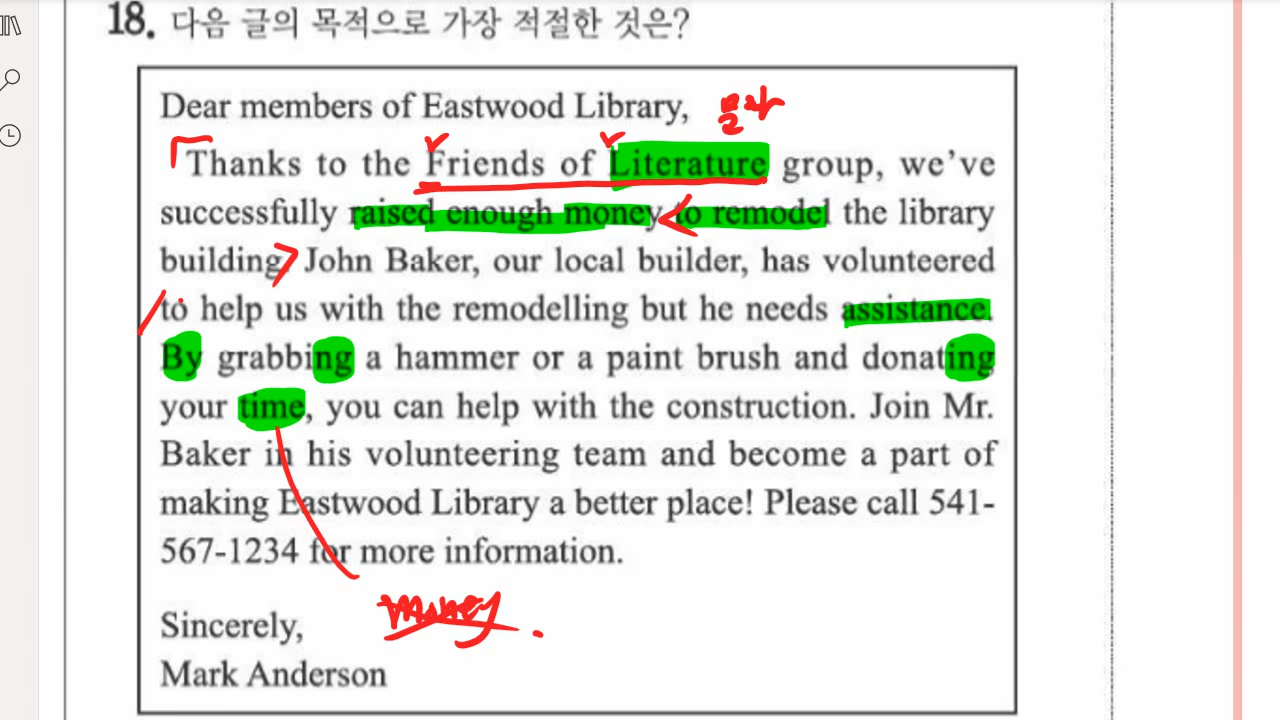 18. 다음 글의 목적으로 가장 적절한 것은?
Dear members of Eastwood Library,
Thanks to the Friends of Literature group, we've
successfully raised enough money to remodel the library
building. John Baker, our local builder, has volunteered
to help us with the remodelling but he needs assistance.
By grabbing a hammer or a paint brush and donating
your time, you can help with the construction. Join Mr.
Baker in his volunteering team and become a part of
making Eastwood Library a better place! Please call 541-
567-1234 for more information.
money.
Sincerely,
Mark Anderson